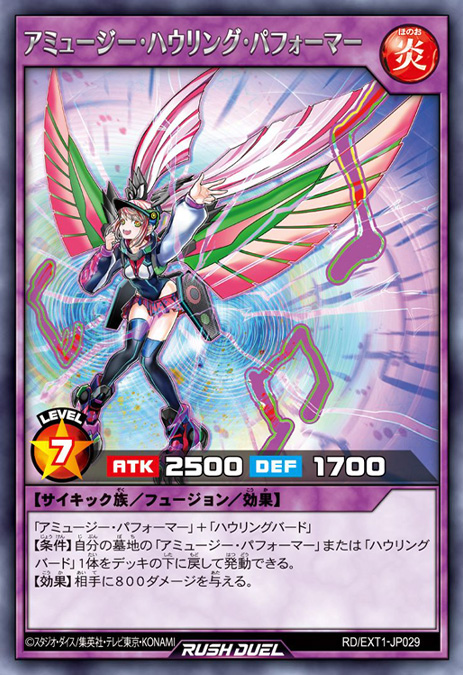 アミュージー・ハウリング・パフォーマー
ほのお
炎
LEVEL
7
ATK 2500 DEF 1700
【サイキック族／フュージョン／効果】
「アミュージー・パフォーマー」＋「ハウリングバード」
【条件】自分の墓地の「アミュージー・パフォーマー」または「ハウリング
バード」1体をデッキの下に戻して発動できる。
【効果】相手に８００ダメージを与える。
©スタジオ・ダイス/集英社・テレビ東京・KONAMI
RUSH DUEL
RD/EXT1-JP029